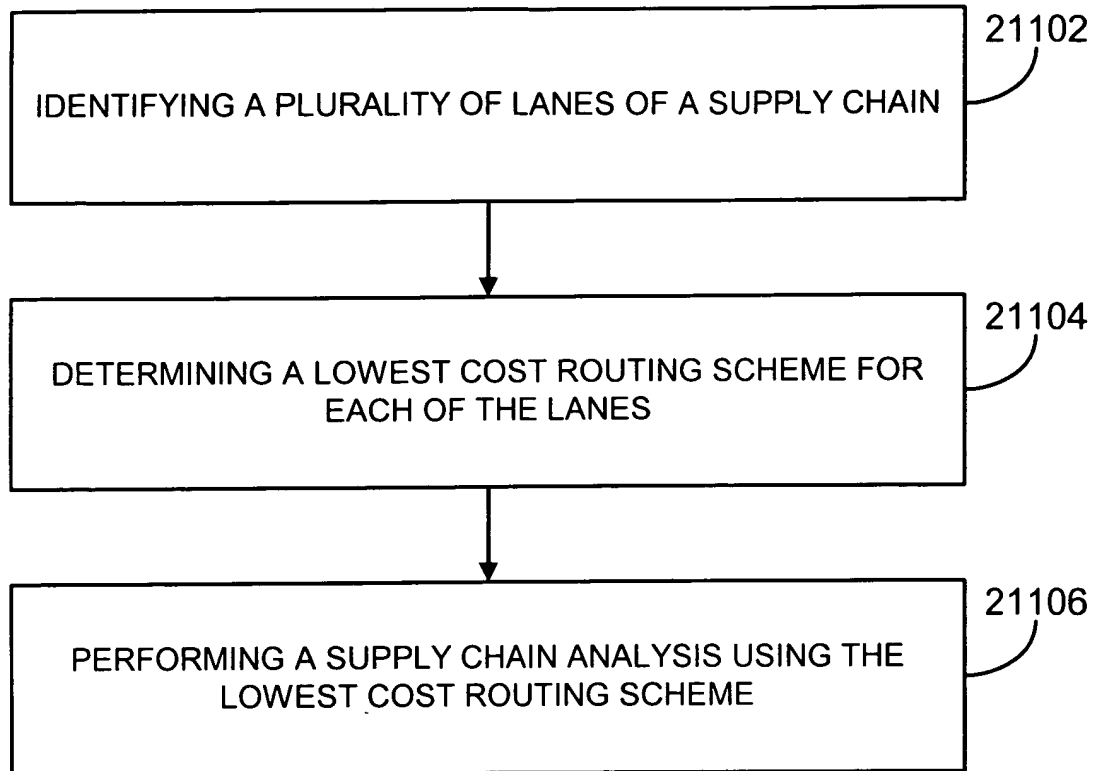 21102
IDENTIFYING A PLURALITY OF LANES OF A SUPPLY CHAIN
21104
DETERMINING A LOWEST COST ROUTING SCHEME FOR
EACH OF THE LANES
21106
PERFORMING A SUPPLY CHAIN ANALYSIS USING THE
LOWEST COST ROUTING SCHEME